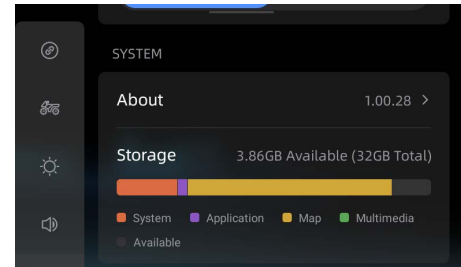 SYSTEM
About 1.00.28 >
Storage 3.86GB Available (32GB Total)
System Application Map Multimedia
Available